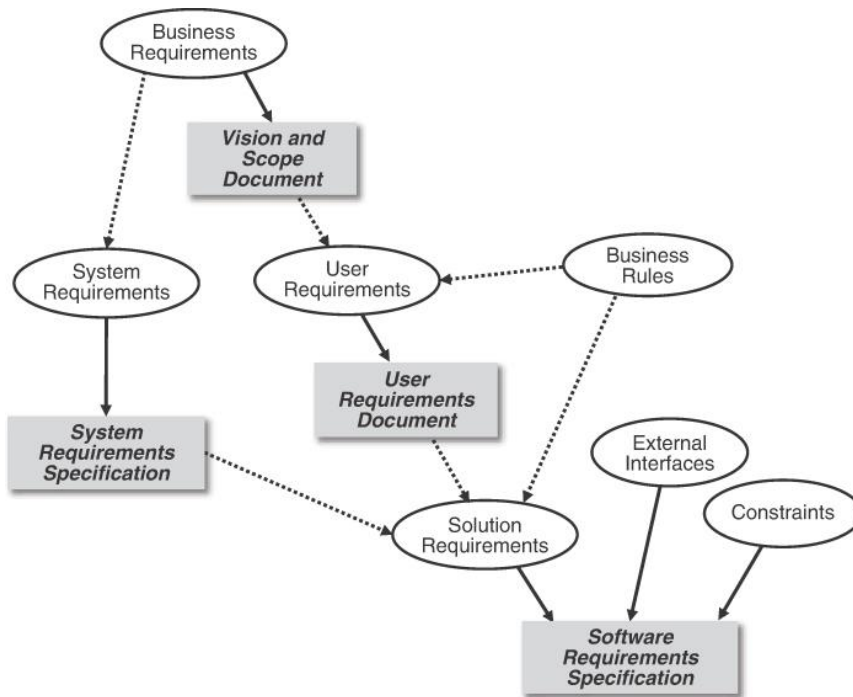 Business
Requirements
Vision and
Scope
Document
System
Requirements
User
Requirements
Business
Rules
User
Requirements
Document
System
Requirements
Specification
External
Interfaces
Constraints
Solution
Requirements
Software
Requirements
Specification